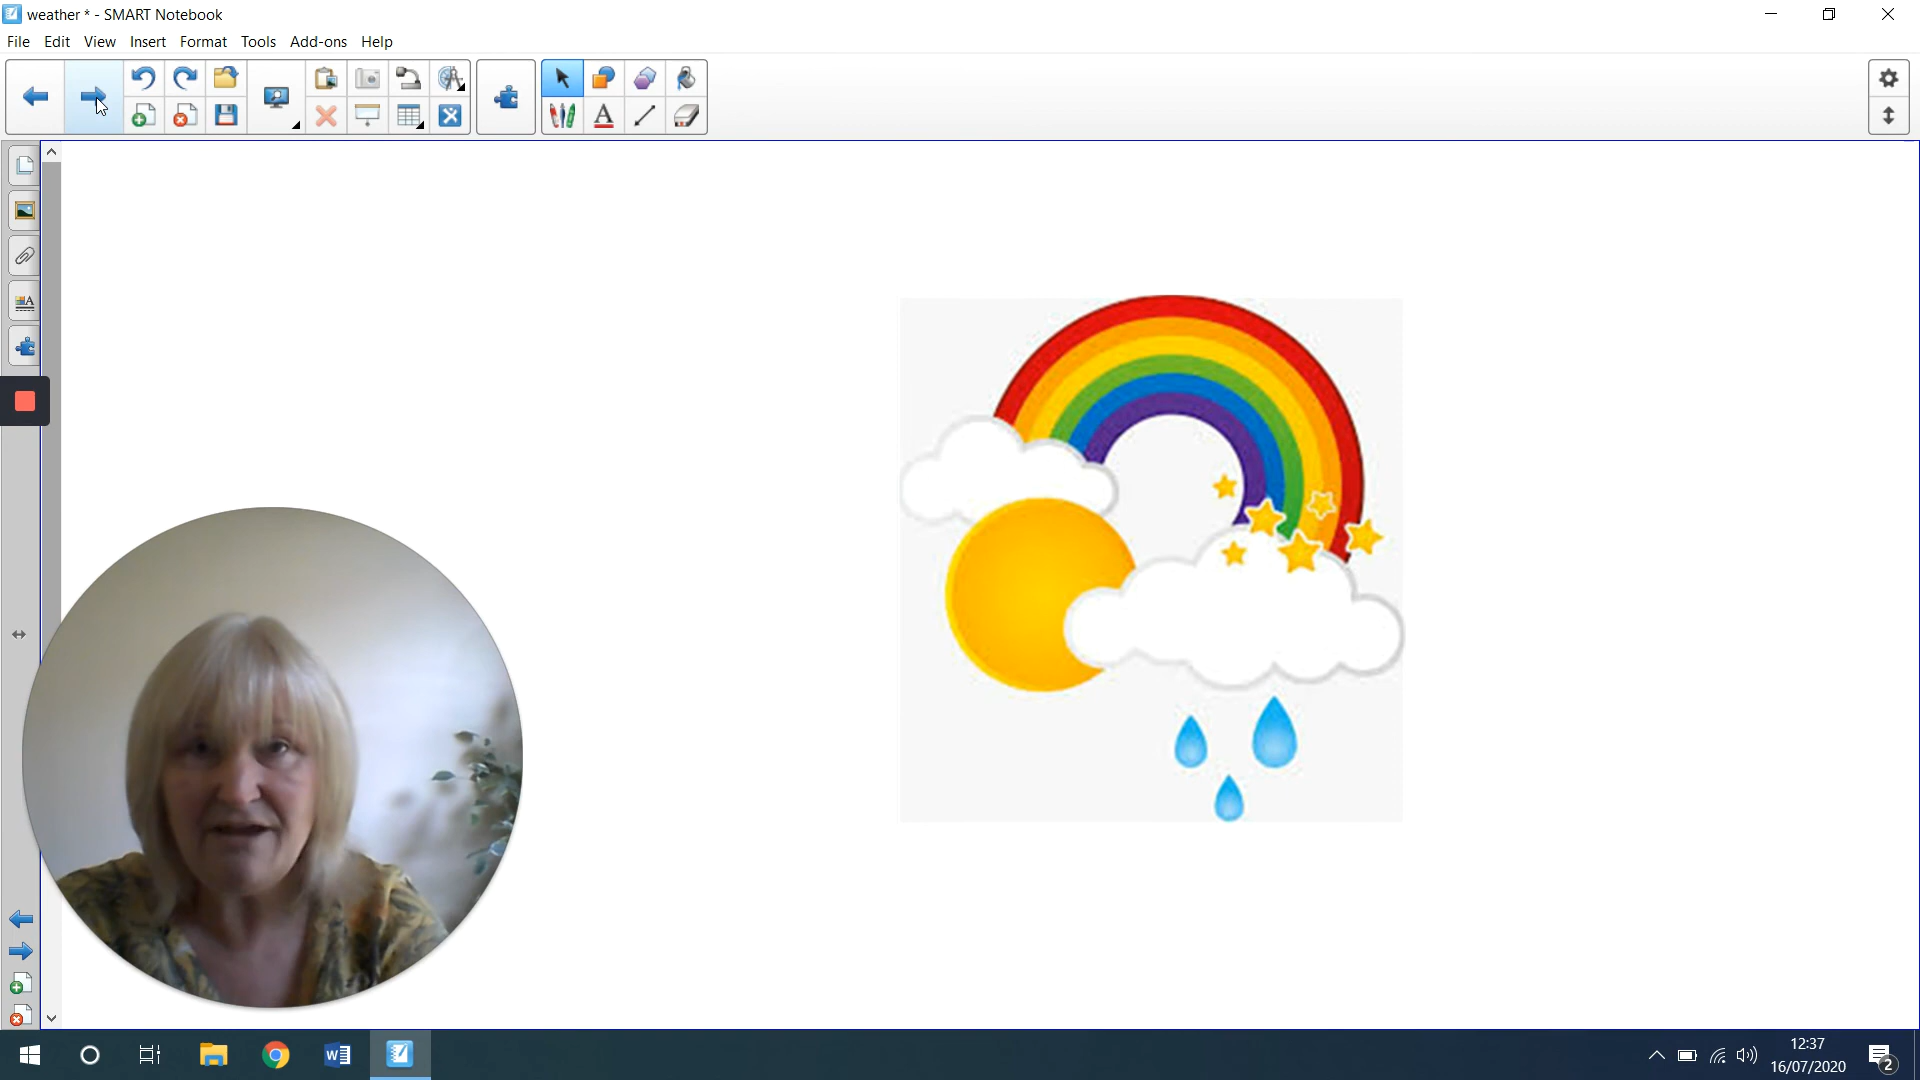 weather * - SMART Notebook
File Edit View Insert Format Tools Add-ons Help
12:37
16/07/2020
2